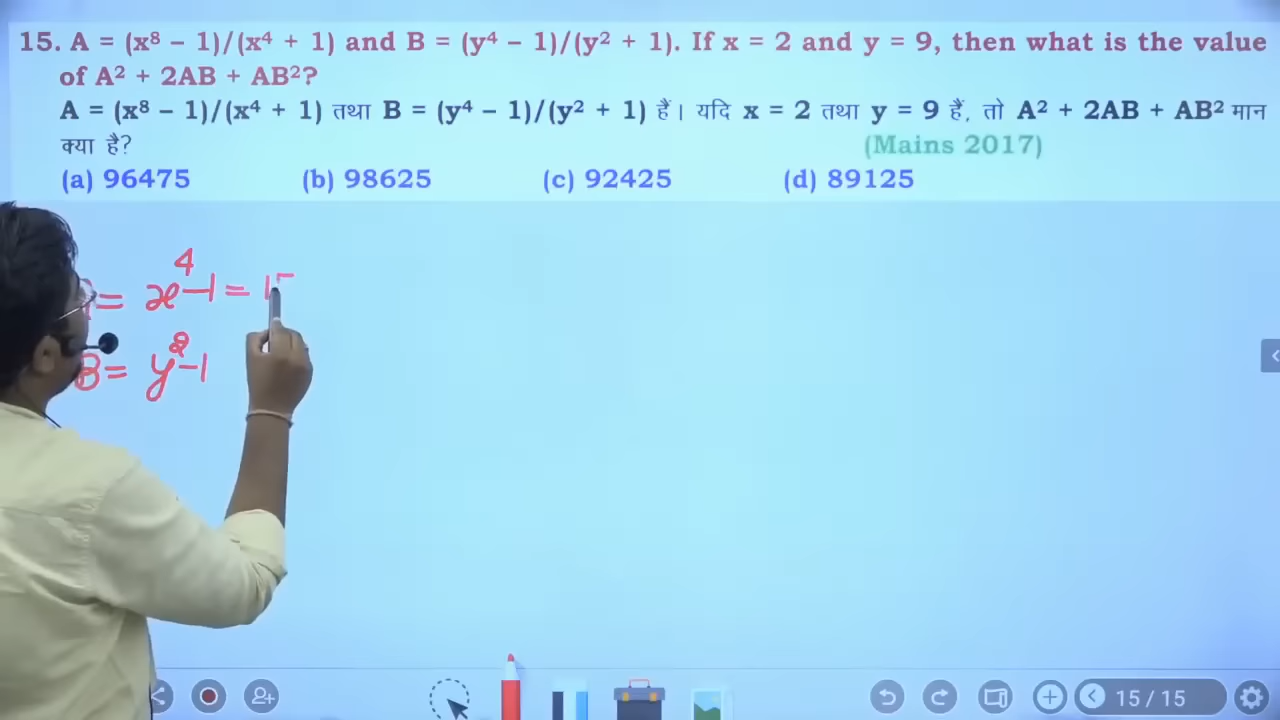 15. A = (x⁸ – 1)/(x⁴ + 1) and B = (y⁴ – 1)/(y² + 1). If x = 2 and y = 9, then what is the value
of A² + 2AB + AB²?
A = (x⁸ – 1)/(x⁴ + 1) तथा B = (y⁴ – 1)/(y² + 1) हैं। यदि x = 2 तथा y = 9 हैं, तो A² + 2AB + AB² मान
क्या है? (Mains 2017)
(a) 96475 (b) 98625 (c) 92425 (d) 89125
= x⁴-1 = 15
B = y²-1
15 / 15